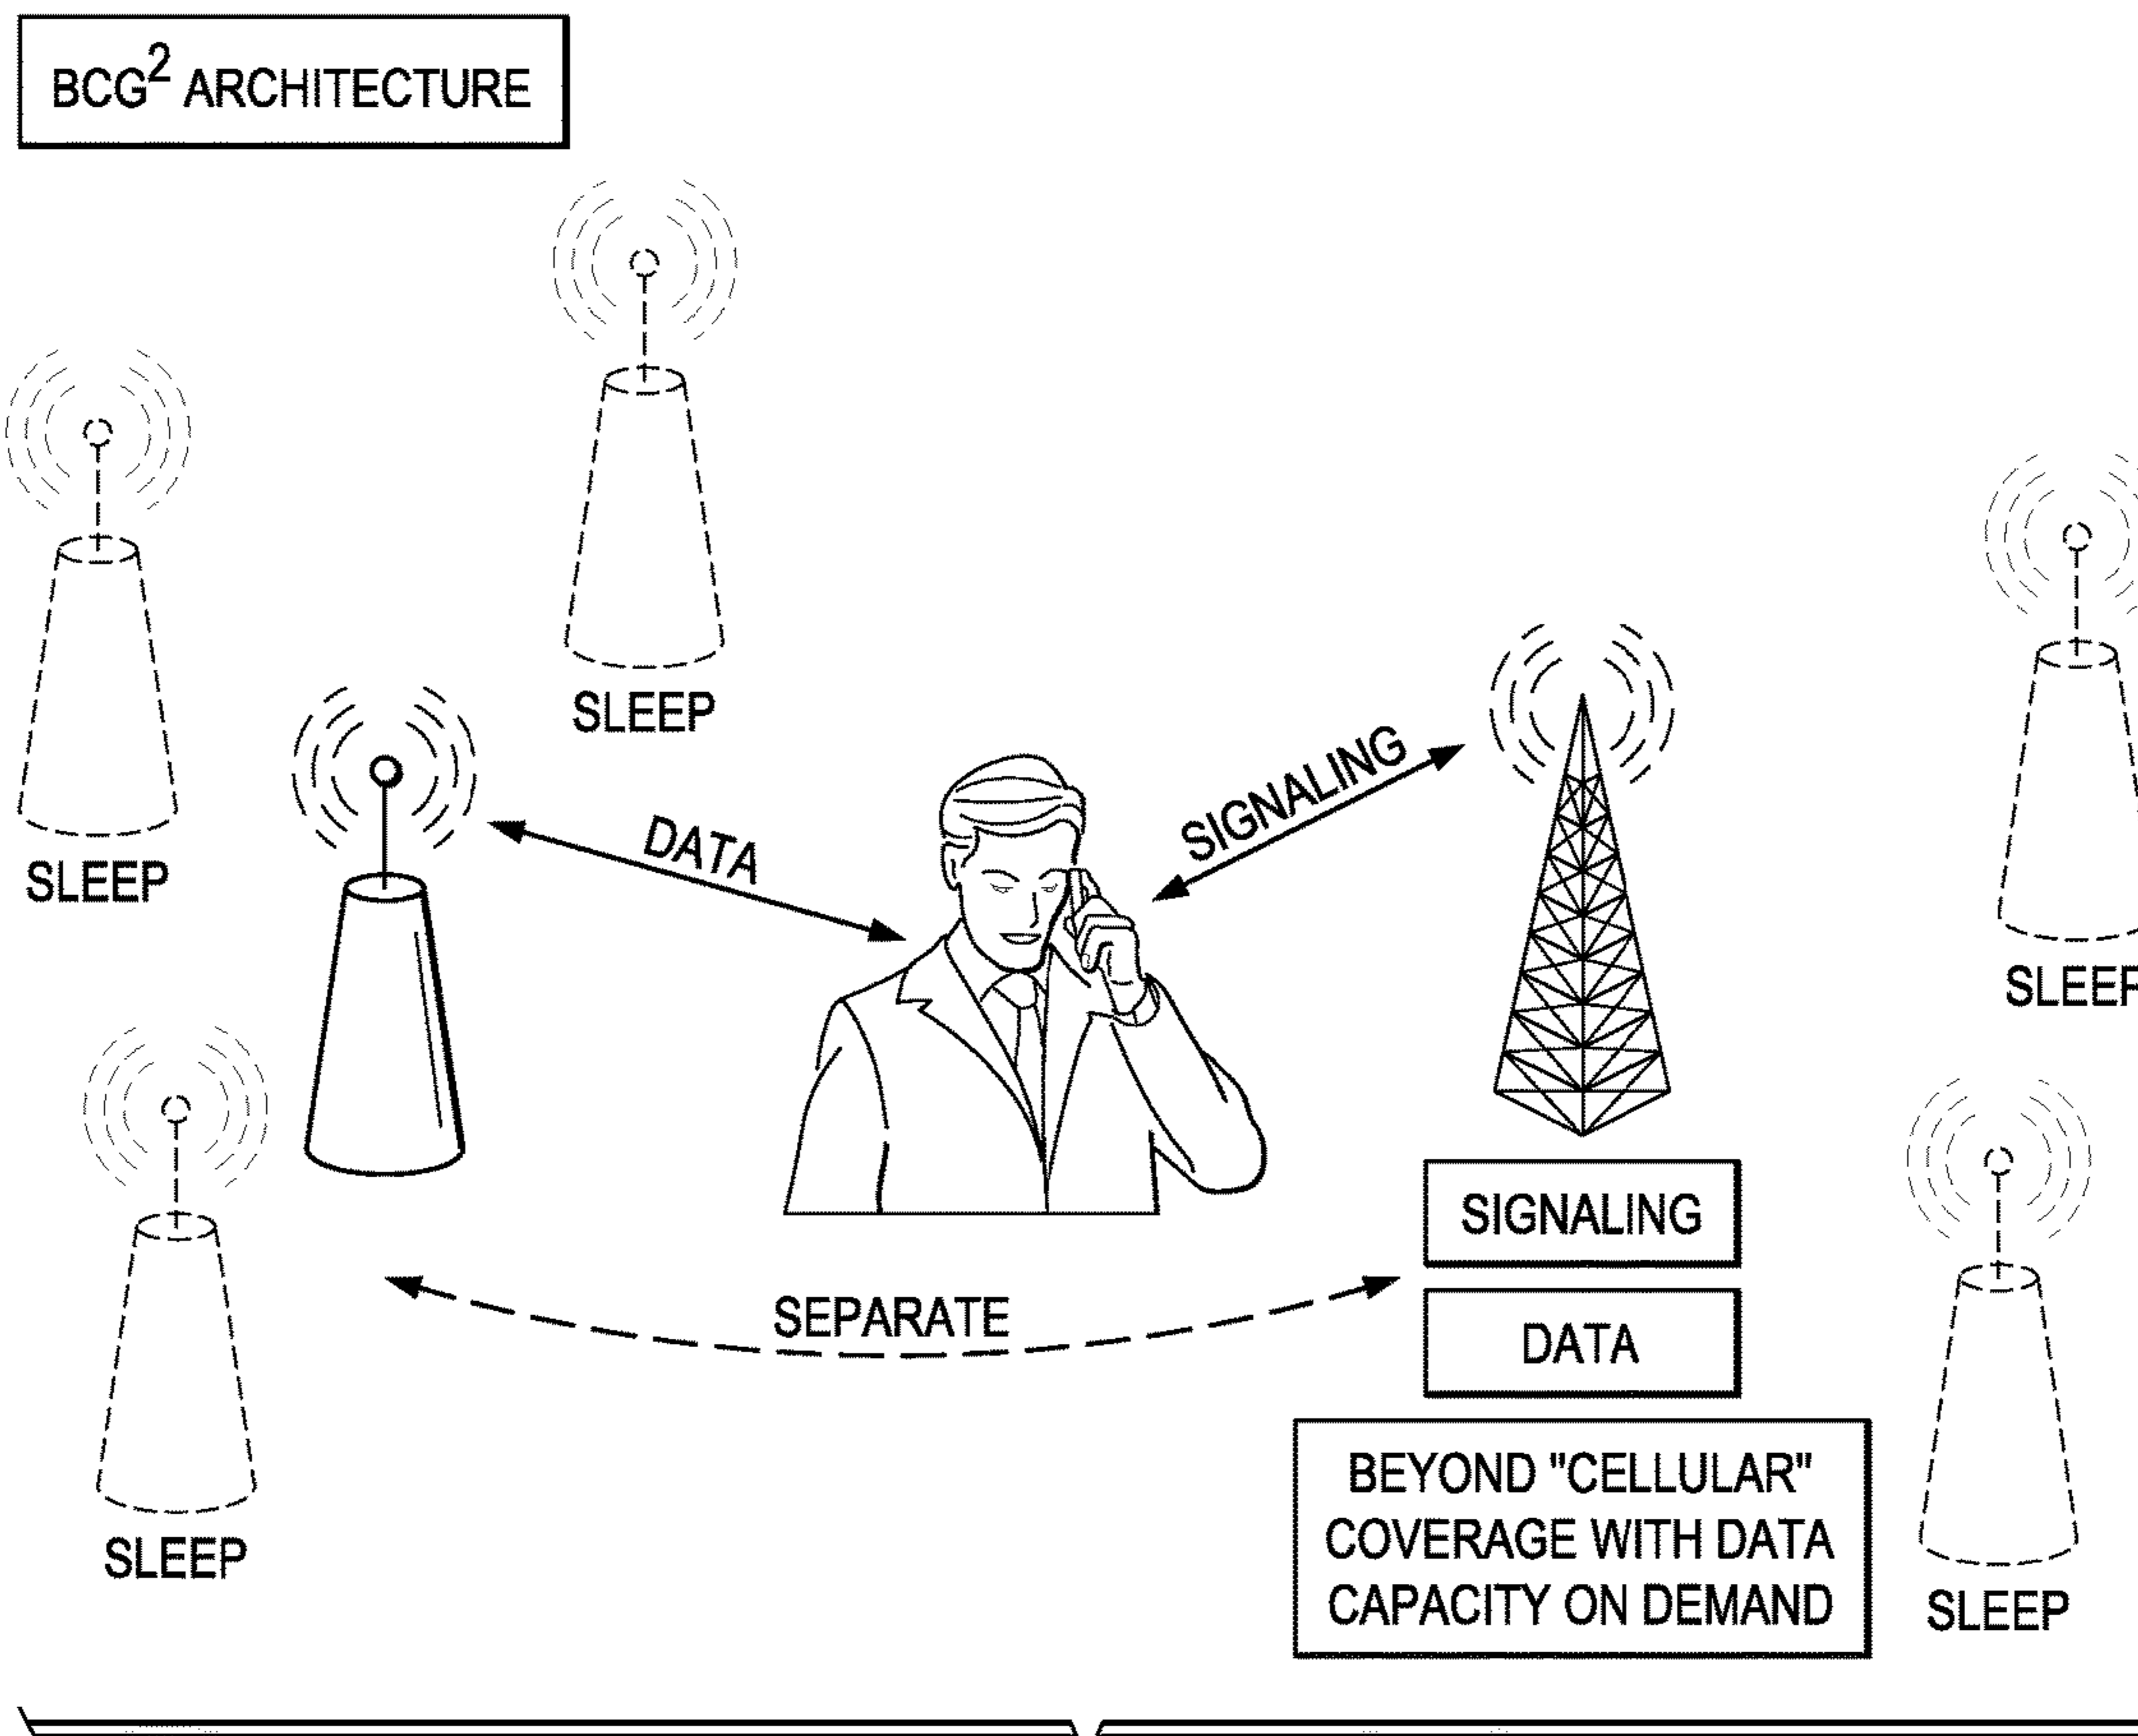 BCG² ARCHITECTURE
SLEEP
SLEEP
SIGNALING
DATA
SLEEP
SIGNALING
SEPARATE
DATA
BEYOND "CELLULAR"
COVERAGE WITH DATA
CAPACITY ON DEMAND
SLEEP
SLEEP